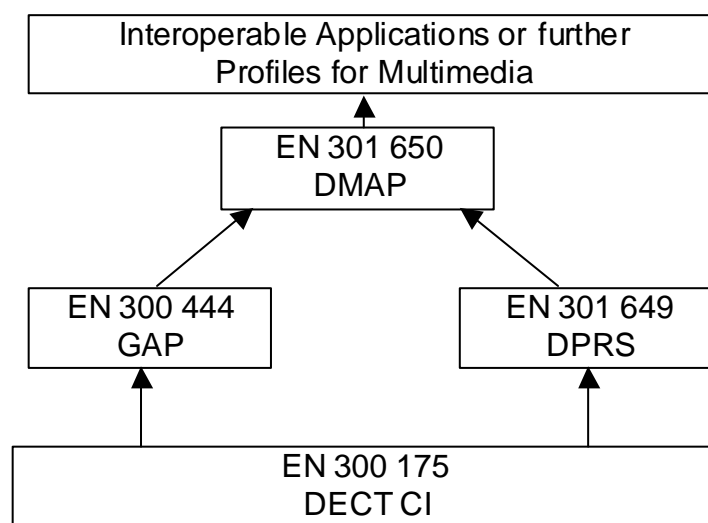 Interoperable Applications or further
Profiles for Multimedia
EN 301 650
DMAP
EN 300 444
GAP
EN 301 649
DPRS
EN 300 175
DECT CI